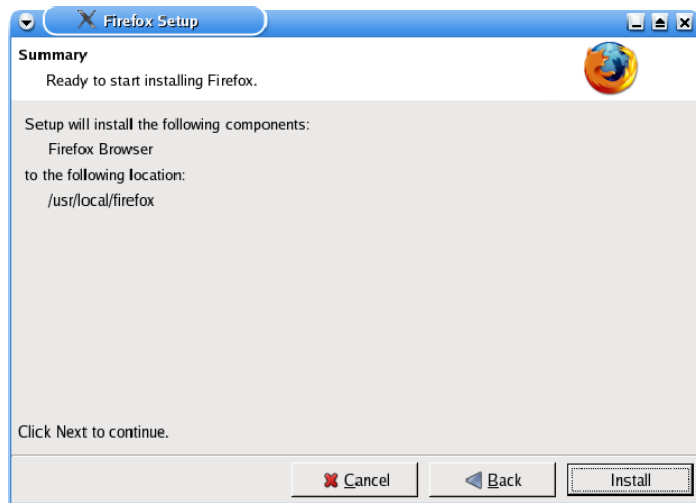 Firefox Setup
Summary
Ready to start installing Firefox.
Setup will install the following components:
Firefox Browser
to the following location:
/usr/local/firefox
Click Next to continue.
Cancel
Back
Install